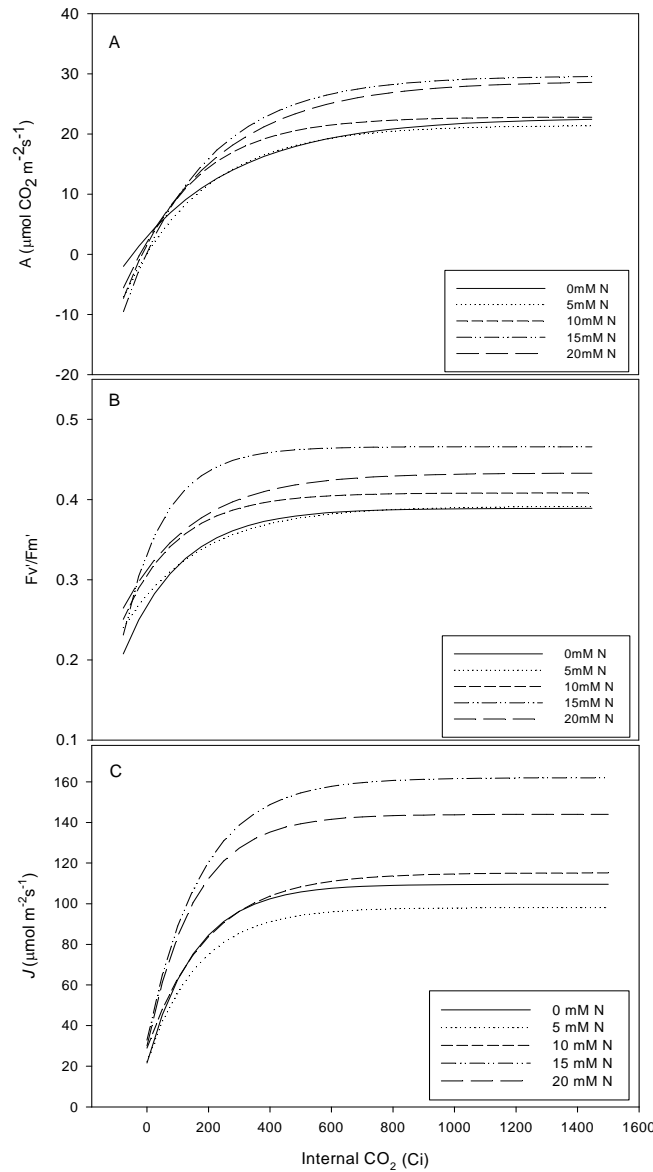 A
40
30
20
10
0
-10
-20
A (μmol CO2 m-2s-1)
0mM N
5mM N
10mM N
15mM N
20mM N
B
0.5
0.4
0.3
0.2
0.1
Fv'/Fm'
0mM N
5mM N
10mM N
15mM N
20mM N
C
160
140
120
100
80
60
40
20
0
J (μmol m-2s-1)
0 mM N
5 mM N
10 mM N
15 mM N
20 mM N
0 200 400 600 800 1000 1200 1400 1600
Internal CO2 (Ci)